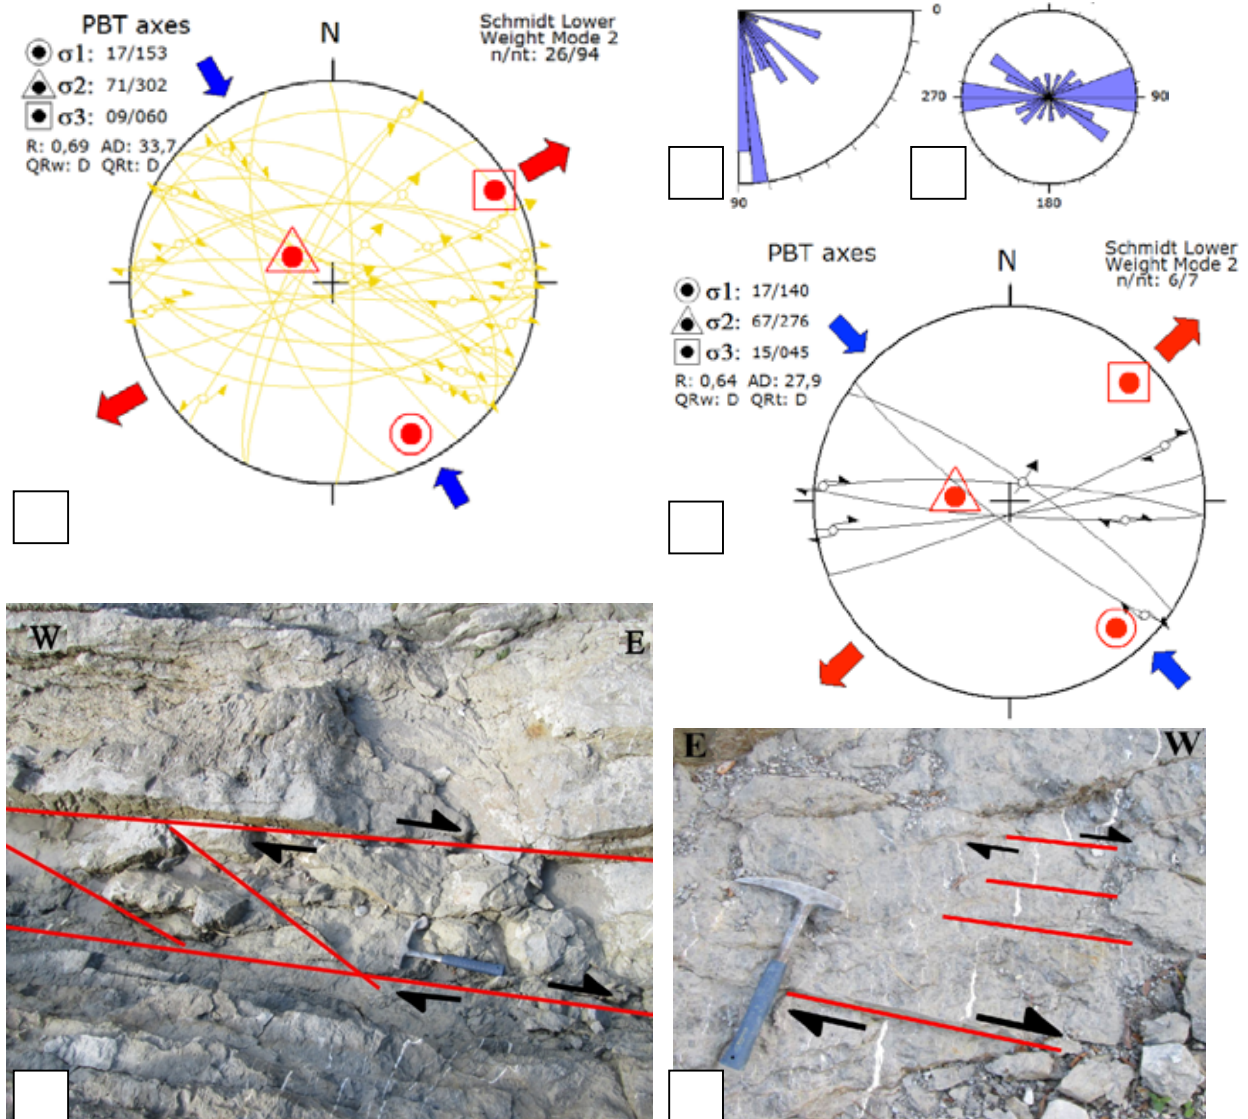 PBT axes
σ1: 17/153
σ2: 71/302
σ3: 09/060
R: 0,69 AD: 33,7
QRw: D QRt: D
N
Schmidt Lower
Weight Mode 2
n/nt: 26/94
0
90
270
90
180
PBT axes
σ1: 17/140
σ2: 67/276
σ3: 15/045
R: 0,64 AD: 27,9
QRw: D QRt: D
N
Schmidt Lower
Weight Mode 2
n/nt: 6/7
W
E
E
W